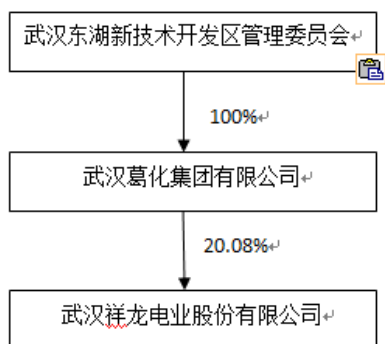 武汉东湖新技术开发区管理委员会
100%
武汉葛化集团有限公司
20.08%
武汉祥龙电业股份有限公司